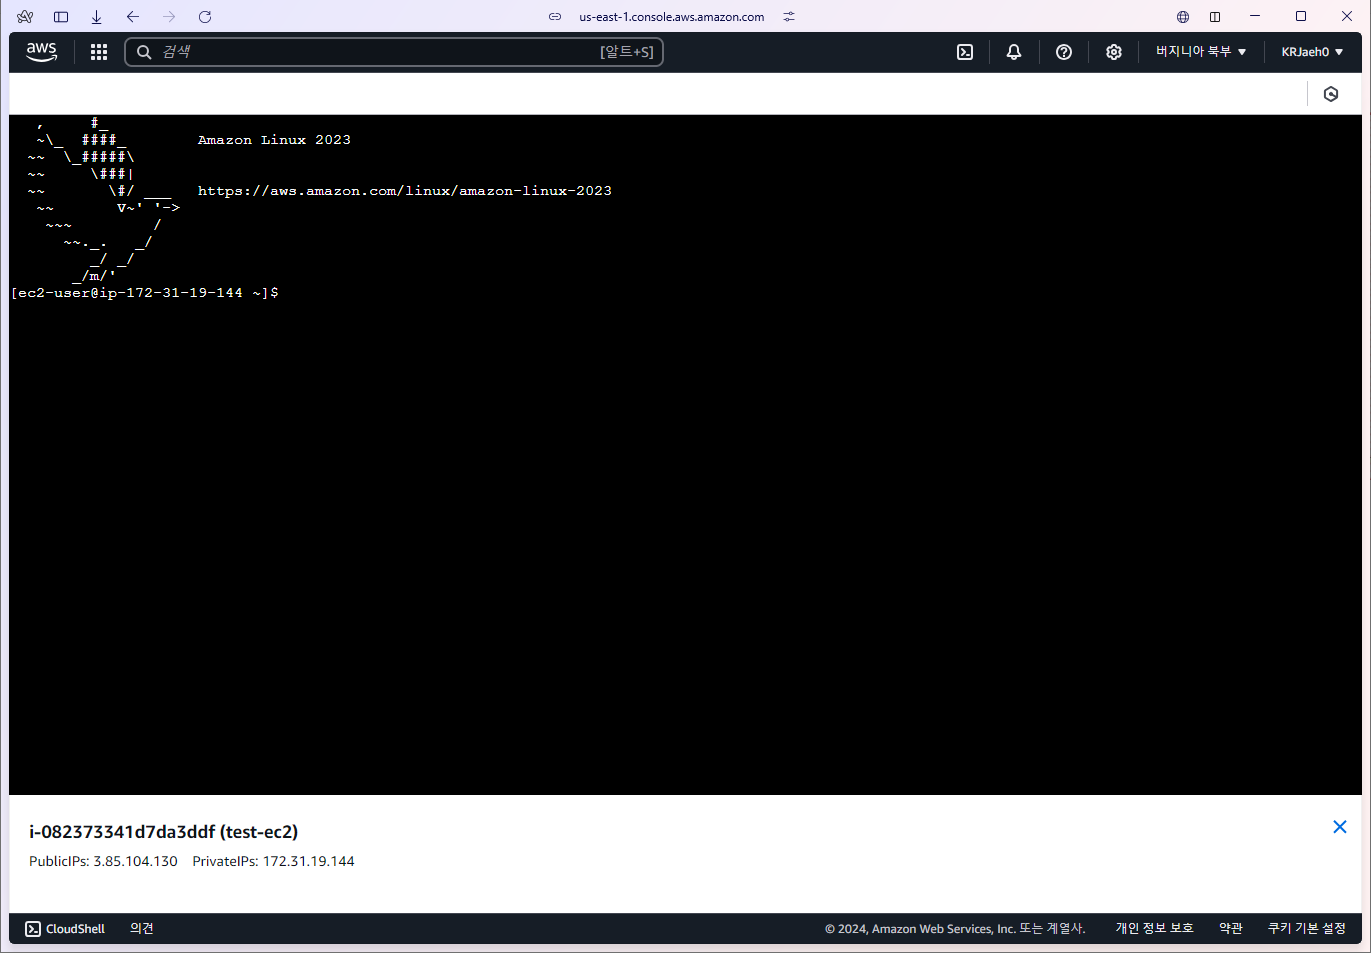 us-east-1.console.aws.amazon.com
aws
검색 [알트+S]
버지니아 북부
KRJaeh0
   ,     #_
   ~\_  ####_        Amazon Linux 2023
  ~~  \_#####\
  ~~     \###|
  ~~       \#/ ___   https://aws.amazon.com/linux/amazon-linux-2023
   ~~       V~' '->
    ~~~         /
      ~~._.   _/
         _/ _/
       _/m/'
[ec2-user@ip-172-31-19-144 ~]$
i-082373341d7da3ddf (test-ec2)
PublicIPs: 3.85.104.130 PrivateIPs: 172.31.19.144
CloudShell 의견 © 2024, Amazon Web Services, Inc. 또는 계열사. 개인 정보 보호 약관 쿠키 기본 설정